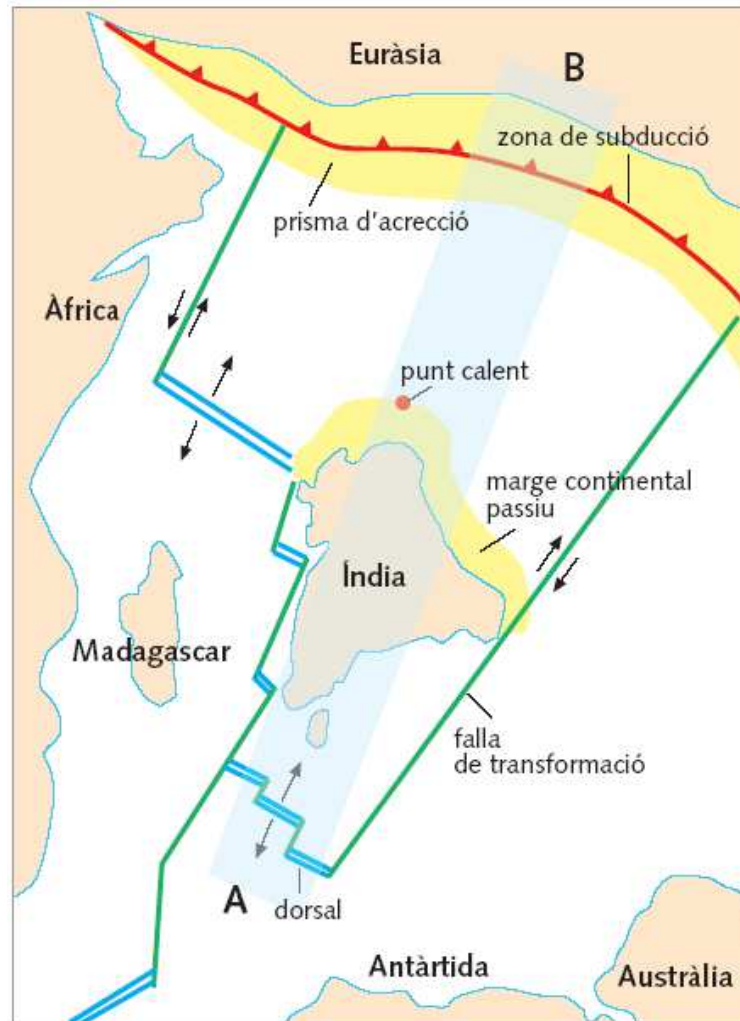 Euràsia
B
zona de subducció
prisma d'acrecció
Àfrica
punt calent
marge continental
passiu
Índia
Madagascar
falla
de transformació
A
dorsal
Antàrtida
Austràlia